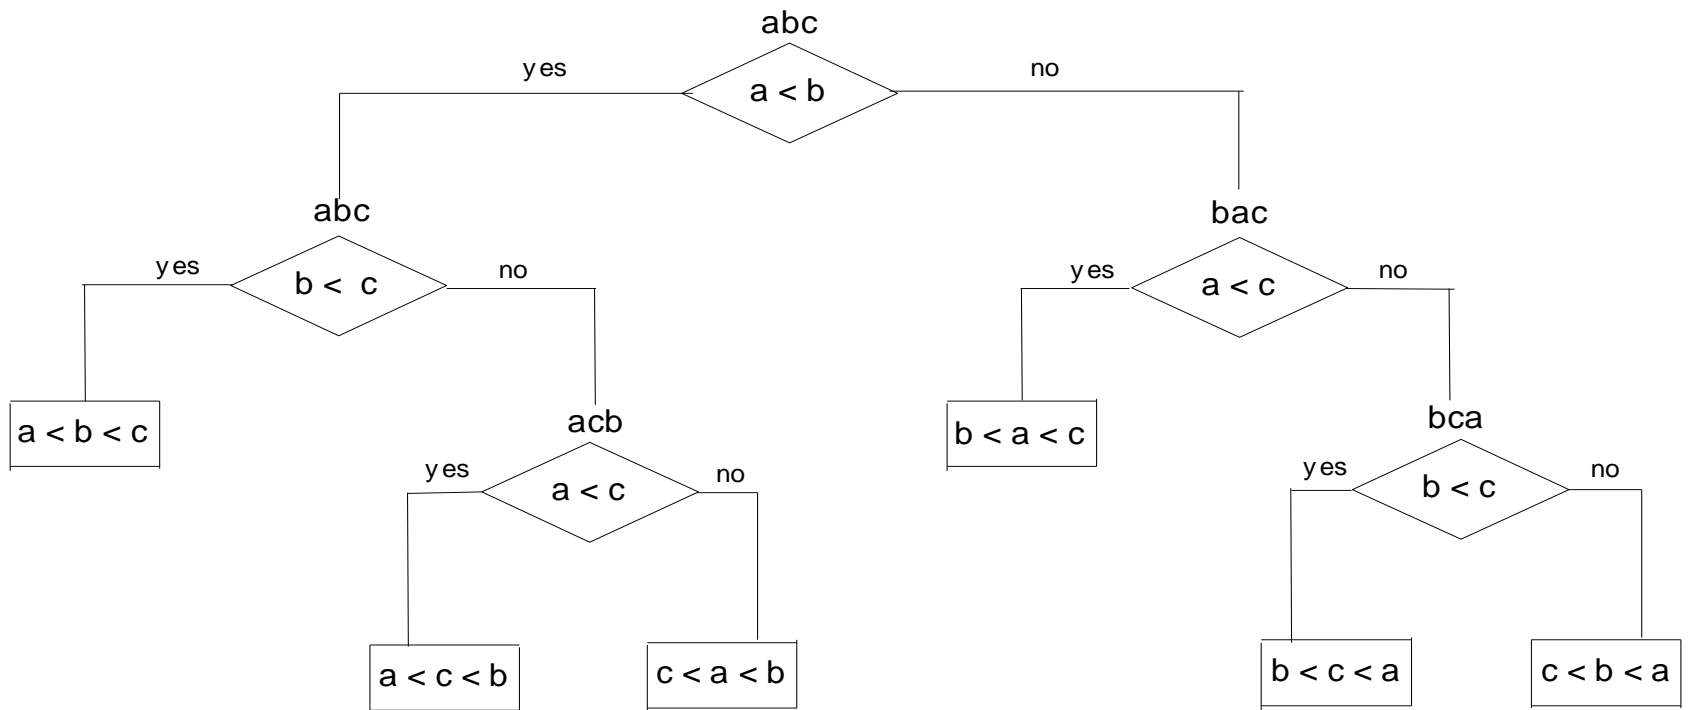 abc
yes
a < b
no
abc
bac
yes
b < c
no
yes
a < c
no
a < b < c
acb
b < a < c
bca
yes
a < c
no
yes
b < c
no
a < c < b
c < a < b
b < c < a
c < b < a